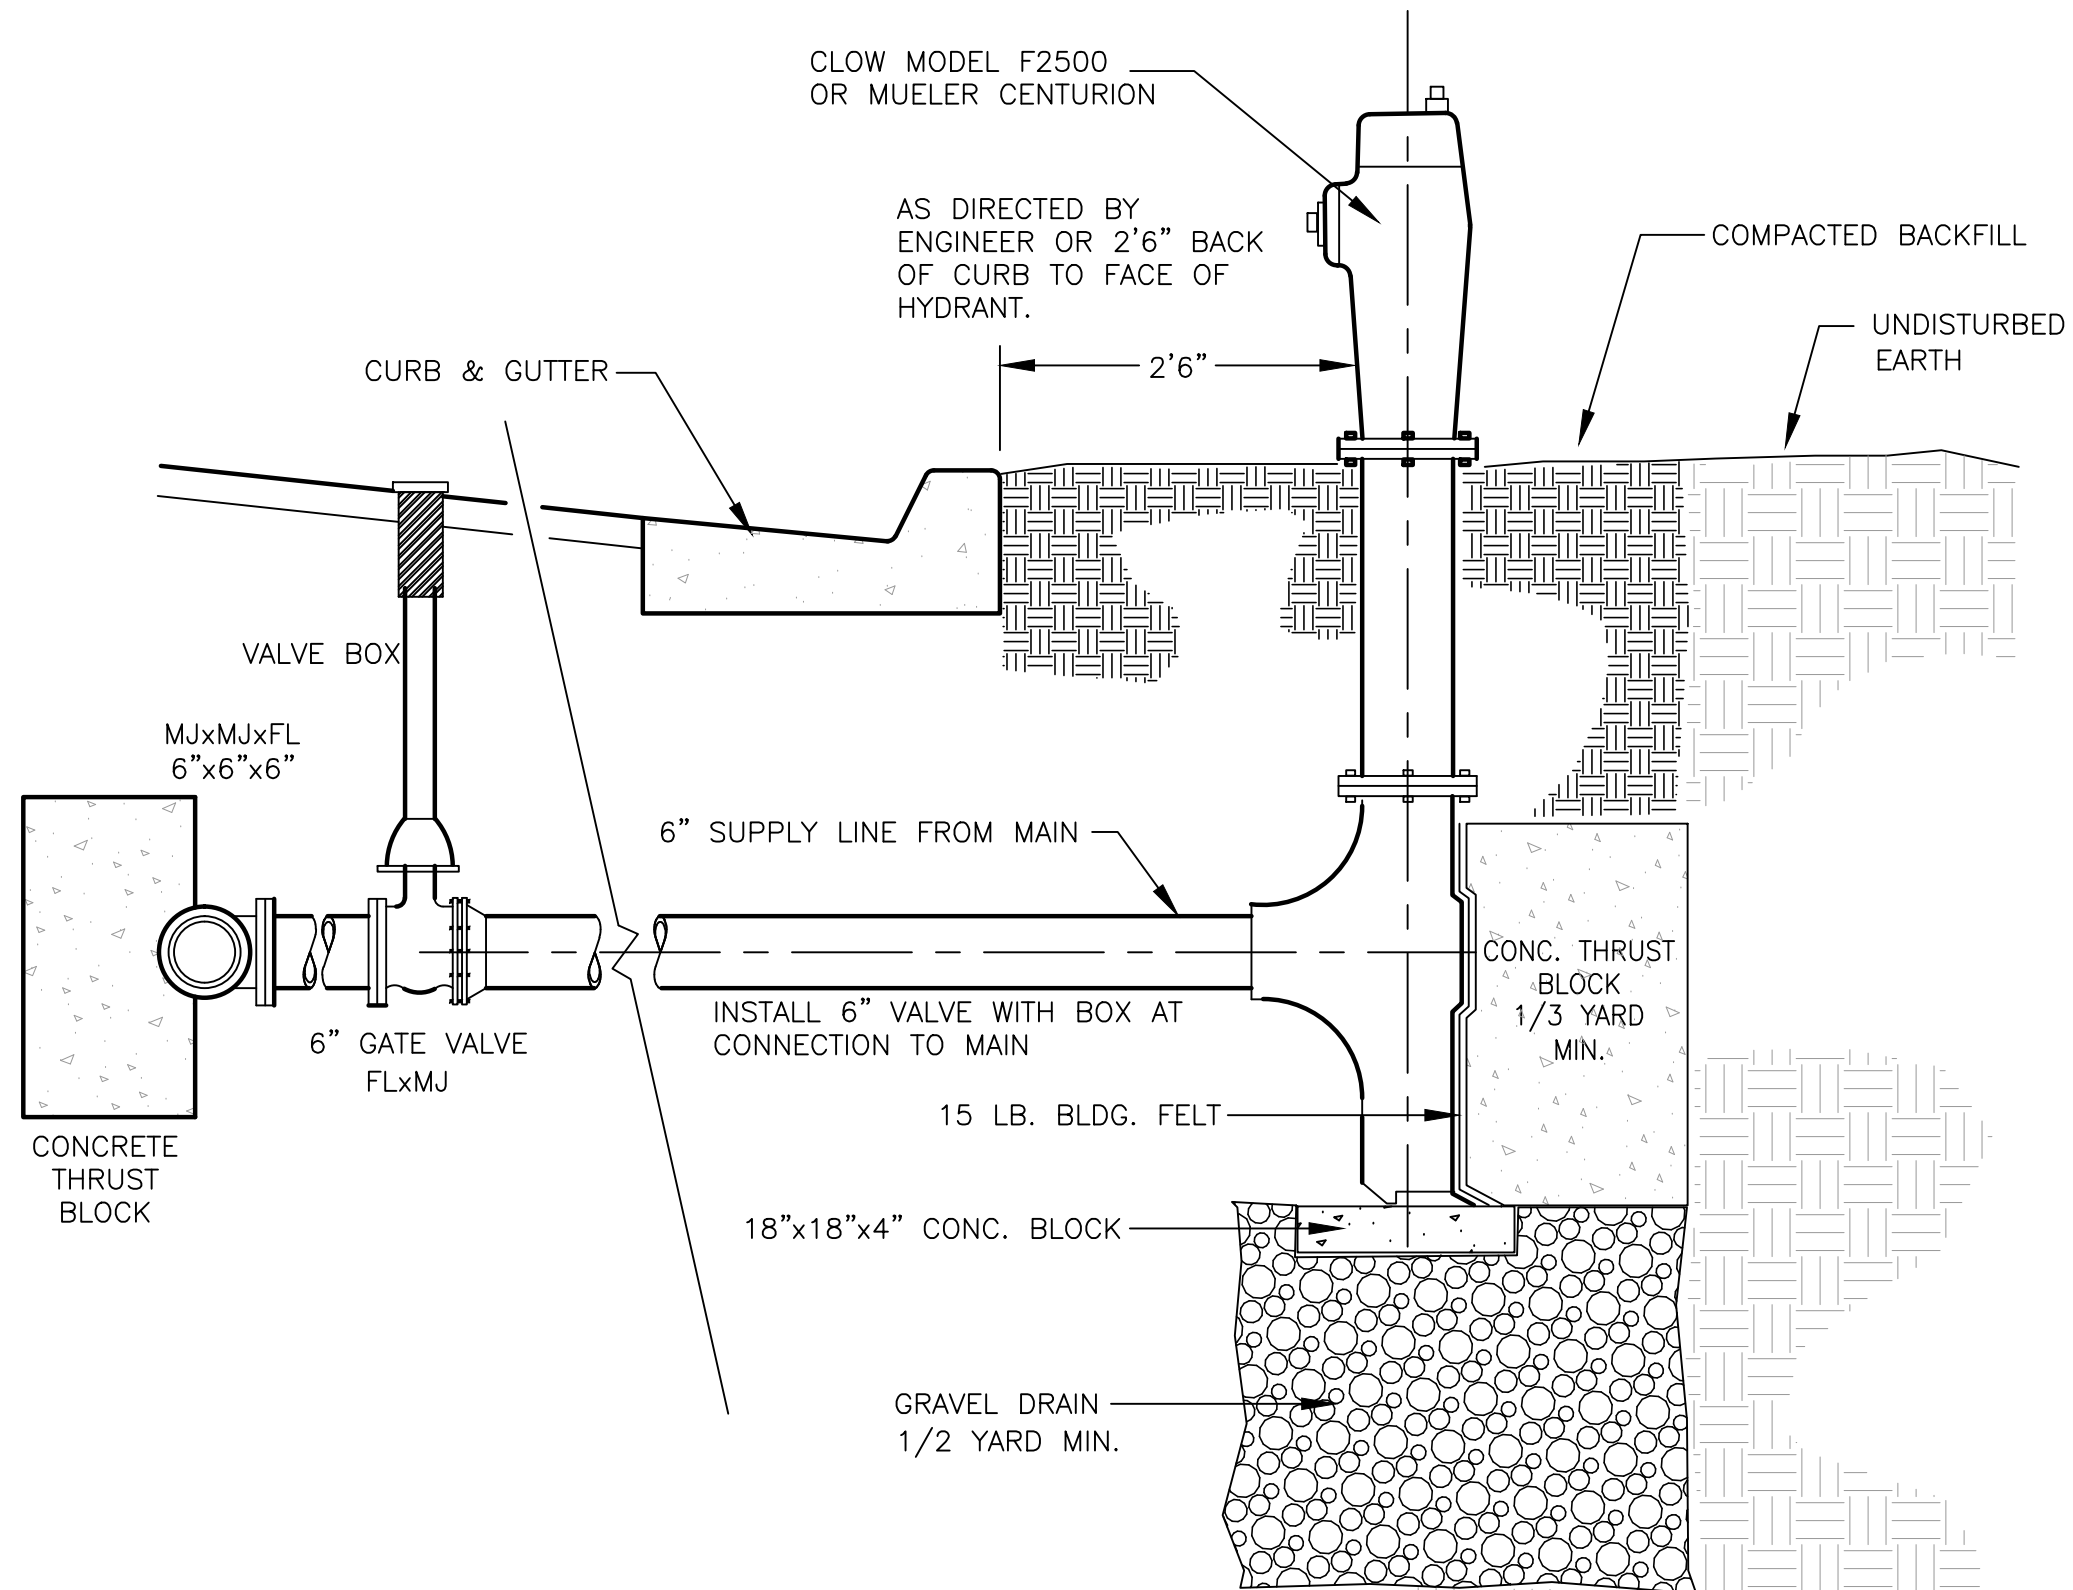 CLOW MODEL F2500
OR MUELER CENTURION
AS DIRECTED BY
ENGINEER OR 2'6" BACK
OF CURB TO FACE OF
HYDRANT.
COMPACTED BACKFILL
UNDISTURBED
EARTH
2'6"
CURB & GUTTER
VALVE BOX
MJxMJxFL
6"x6"x6"
6" SUPPLY LINE FROM MAIN
CONC. THRUST
BLOCK
1/3 YARD
MIN.
INSTALL 6" VALVE WITH BOX AT
CONNECTION TO MAIN
6" GATE VALVE
FLxMJ
15 LB. BLDG. FELT
CONCRETE
THRUST
BLOCK
18"x18"x4" CONC. BLOCK
GRAVEL DRAIN
1/2 YARD MIN.